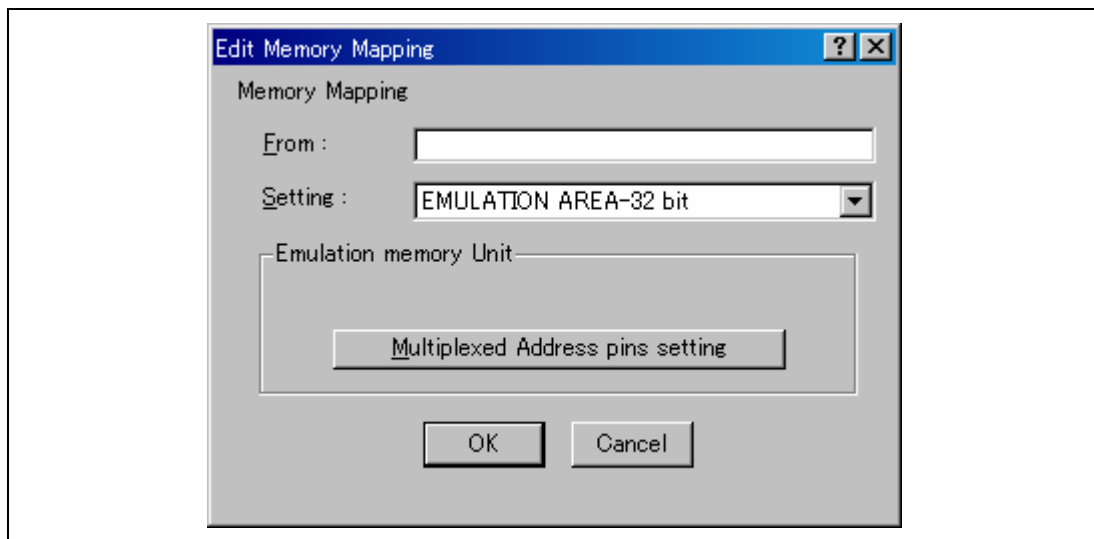 Edit Memory Mapping
Memory Mapping
From :
Setting : EMULATION AREA-32 bit
Emulation memory Unit
Multiplexed Address pins setting
OK Cancel